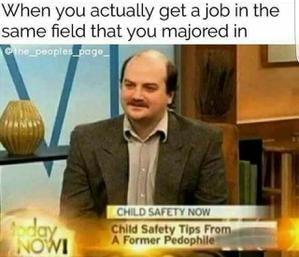 When you actually get a job in the
same field that you majored in
@the_peoples_page_
CHILD SAFETY NOW
Child Safety Tips From
A Former Pedophile
today
NOW!